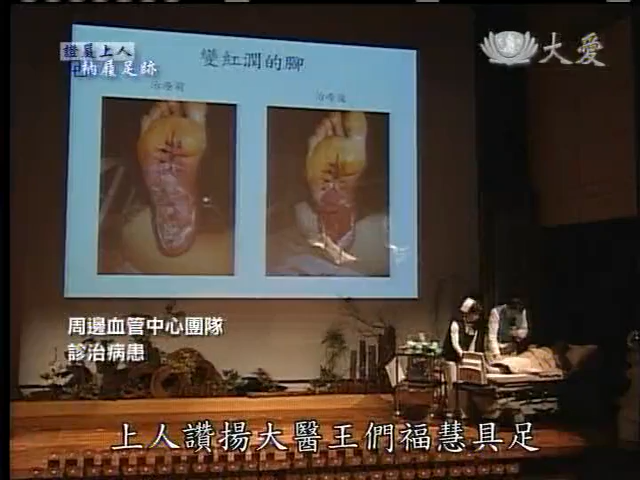 證嚴上人
衲履足跡
大愛
變紅潤的腳
治療前
治療後
周邊血管中心團隊
診治病患
上人讚揚大醫王們福慧具足